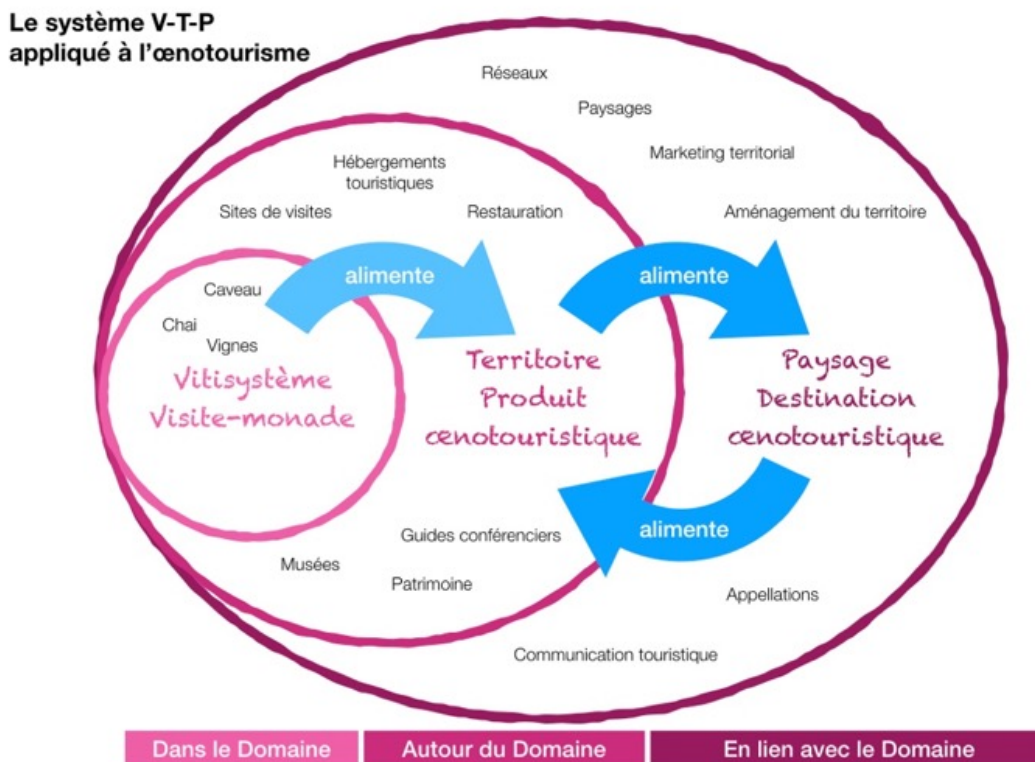 Le système V-T-P
appliqué à l'œnotourisme
Réseaux
Paysages
Marketing territorial
Hébergements
touristiques
Sites de visites
Restauration
Aménagement du territoire
alimente
alimente
Caveau
Chai
Vignes
Vitisystème
Visite-monade
Territoire
Produit
œnotouristique
Paysage
Destination
œnotouristique
alimente
Guides conférenciers
Musées
Patrimoine
Appellations
Communication touristique
Dans le Domaine
Autour du Domaine
En lien avec le Domaine